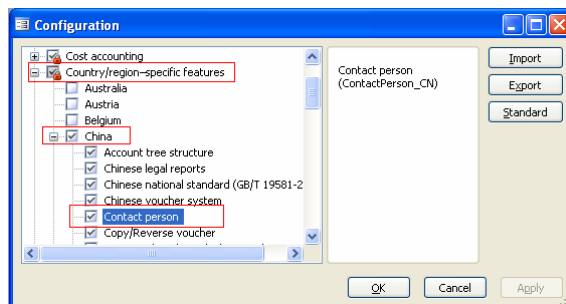 Configuration
Cost accounting
Country/region-specific features
Australia
Austria
Belgium
China
Account tree structure
Chinese legal reports
Chinese national standard (GB/T 19581-2
Chinese voucher system
Contact person
Copy/Reverse voucher
Contact person
(ContactPerson_CN)
Import
Export
Standard
OK
Cancel
Apply